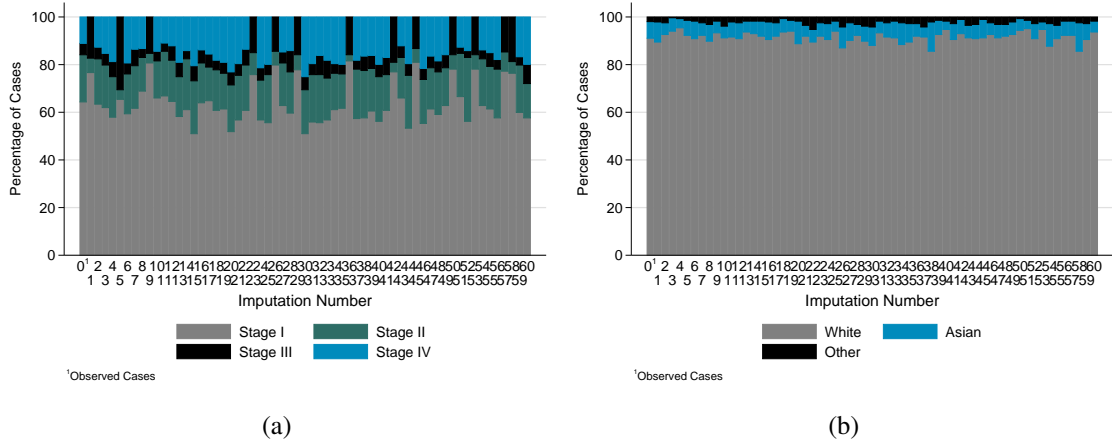 100
80
60
40
20
0
Percentage of Cases
0¹ 2 4 6 8 10 12 14 16 18 20 22 24 26 28 30 32 34 36 38 40 42 44 46 48 50 52 54 56 58 60
1 3 5 7 9 11 13 15 17 19 21 23 25 27 29 31 33 35 37 39 41 43 45 47 49 51 53 55 57 59
Imputation Number
Stage I Stage II
Stage III Stage IV
¹Observed Cases
(a)
100
80
60
40
20
0
Percentage of Cases
0¹ 2 4 6 8 10 12 14 16 18 20 22 24 26 28 30 32 34 36 38 40 42 44 46 48 50 52 54 56 58 60
1 3 5 7 9 11 13 15 17 19 21 23 25 27 29 31 33 35 37 39 41 43 45 47 49 51 53 55 57 59
Imputation Number
White Asian
Other
¹Observed Cases
(b)